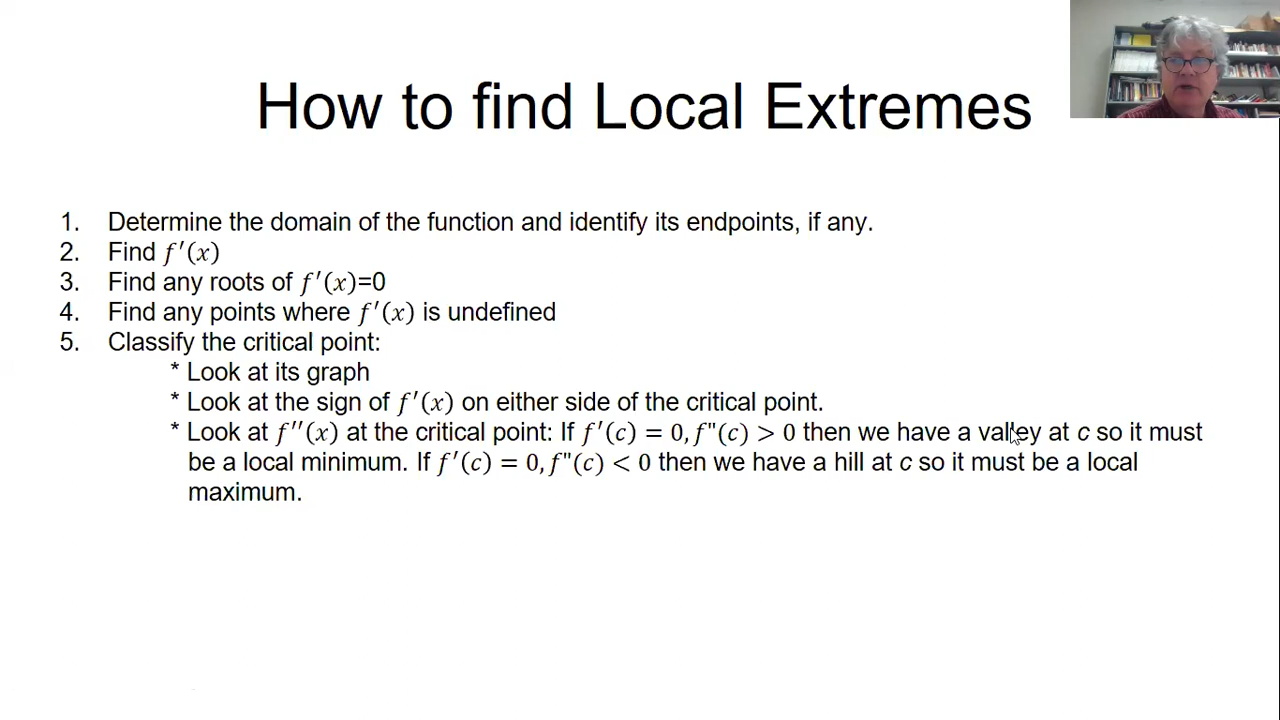 How to find Local Extremes
1. Determine the domain of the function and identify its endpoints, if any.
2. Find f′(x)
3. Find any roots of f′(x)=0
4. Find any points where f′(x) is undefined
5. Classify the critical point:
* Look at its graph
* Look at the sign of f′(x) on either side of the critical point.
* Look at f′′(x) at the critical point: If f′(c) = 0, f"(c) > 0 then we have a valley at c so it must
be a local minimum. If f′(c) = 0, f"(c) < 0 then we have a hill at c so it must be a local
maximum.